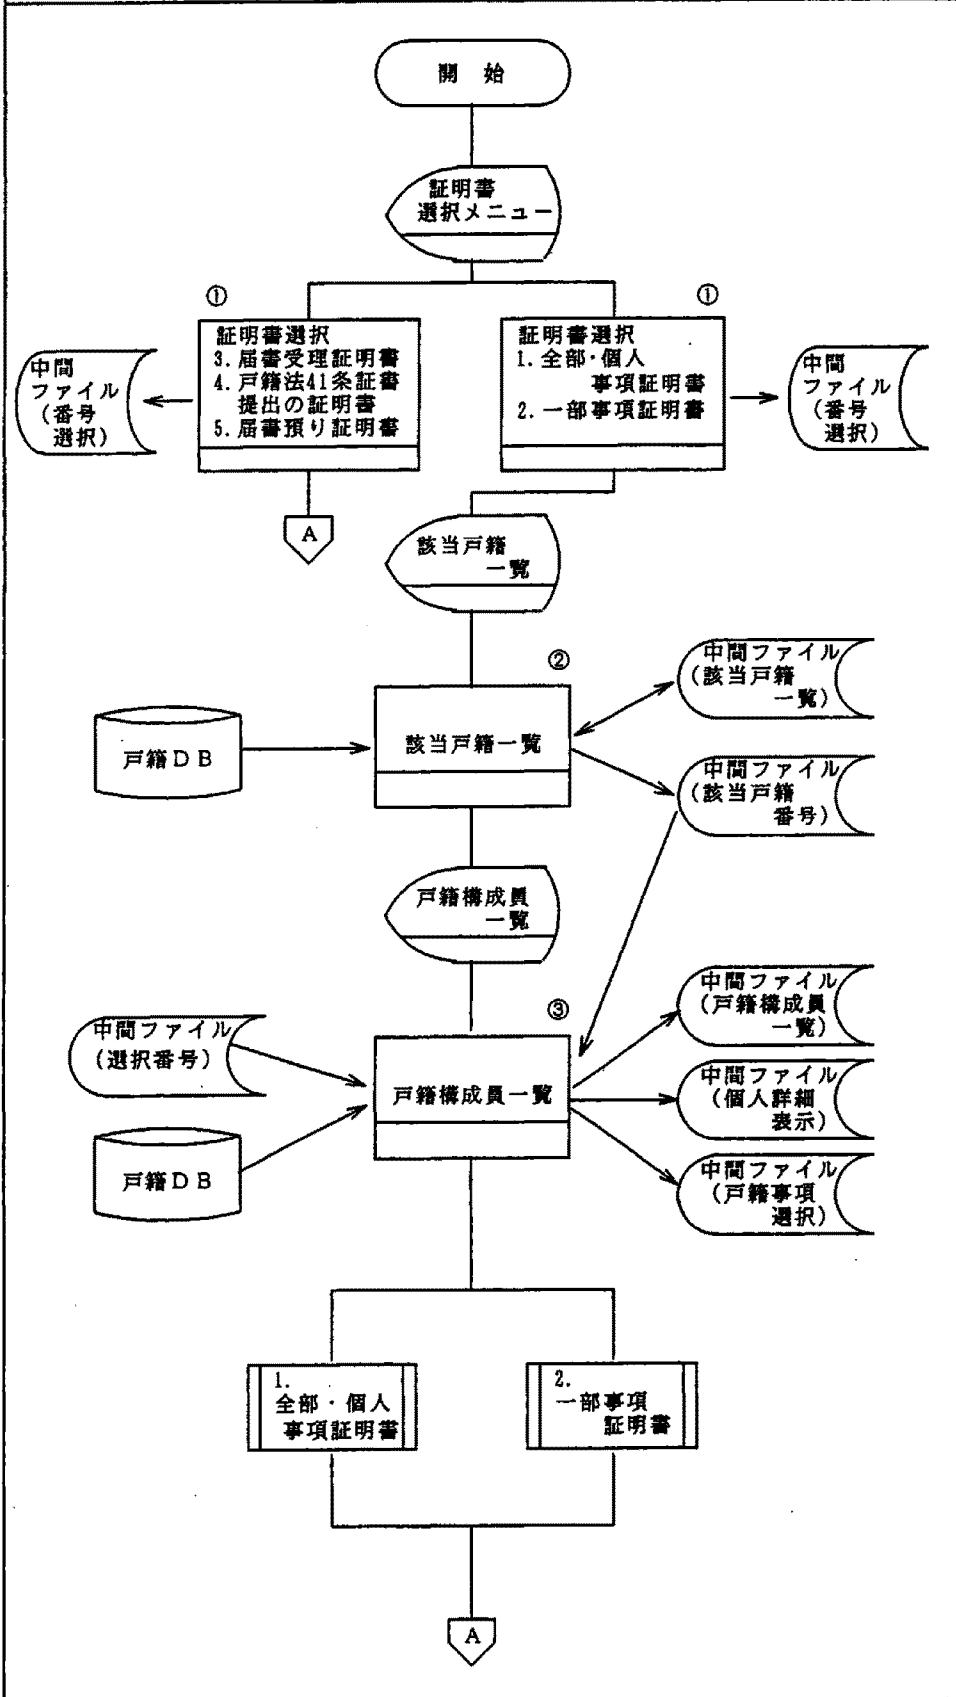 開 始
証明書
選択メニュー
①
証明書選択
3.届書受理証明書
4.戸籍法41条証書
提出の証明書
5.届書預り証明書
①
証明書選択
1.全部・個人
事項証明書
2.一部事項証明書
中間
ファイル
(番号
選択)
中間
ファイル
(番号
選択)
A
該当戸籍
一覧
②
該当戸籍一覧
戸籍DB
中間ファイル
(該当戸籍
一覧)
中間ファイル
(該当戸籍
番号)
戸籍構成員
一覧
③
戸籍構成員一覧
中間ファイル
(選択番号)
戸籍DB
中間ファイル
(戸籍構成員
一覧)
中間ファイル
(個人詳細
表示)
中間ファイル
(戸籍事項
選択)
1.
全部・個人
事項証明書
2.
一部事項
証明書
A